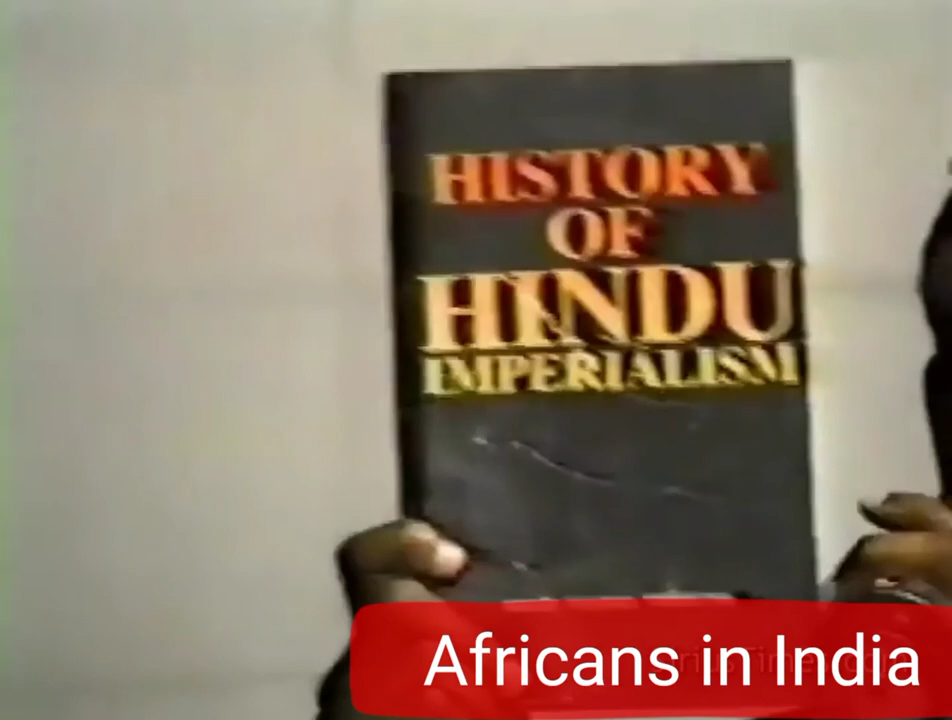 HISTORY
OF
HINDU
IMPERIALISM
Africans in India